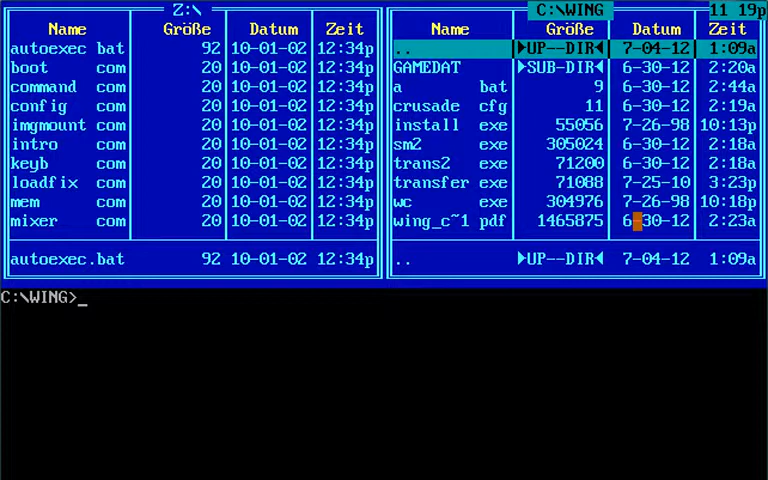 Z:\ C:\WING 11 19p
Name Größe Datum Zeit Name Größe Datum Zeit
autoexec bat 92 10-01-02 12:34p .. ►UP--DIR◄ 7-04-12 1:09a
boot com 20 10-01-02 12:34p GAMEDAT ►SUB-DIR◄ 6-30-12 2:20a
command com 20 10-01-02 12:34p a bat 9 6-30-12 2:44a
config com 20 10-01-02 12:34p crusade cfg 11 6-30-12 2:19a
imgmount com 20 10-01-02 12:34p install exe 55056 7-26-98 10:13p
intro com 20 10-01-02 12:34p sm2 exe 305024 6-30-12 2:18a
keyb com 20 10-01-02 12:34p trans2 exe 71200 6-30-12 2:18a
loadfix com 20 10-01-02 12:34p transfer exe 71088 7-25-10 3:23p
mem com 20 10-01-02 12:34p wc exe 304976 7-26-98 10:18p
mixer com 20 10-01-02 12:34p wing_c~1 pdf 1465875 6-30-12 2:23a
autoexec.bat 92 10-01-02 12:34p .. ►UP--DIR◄ 7-04-12 1:09a
C:\WING>_